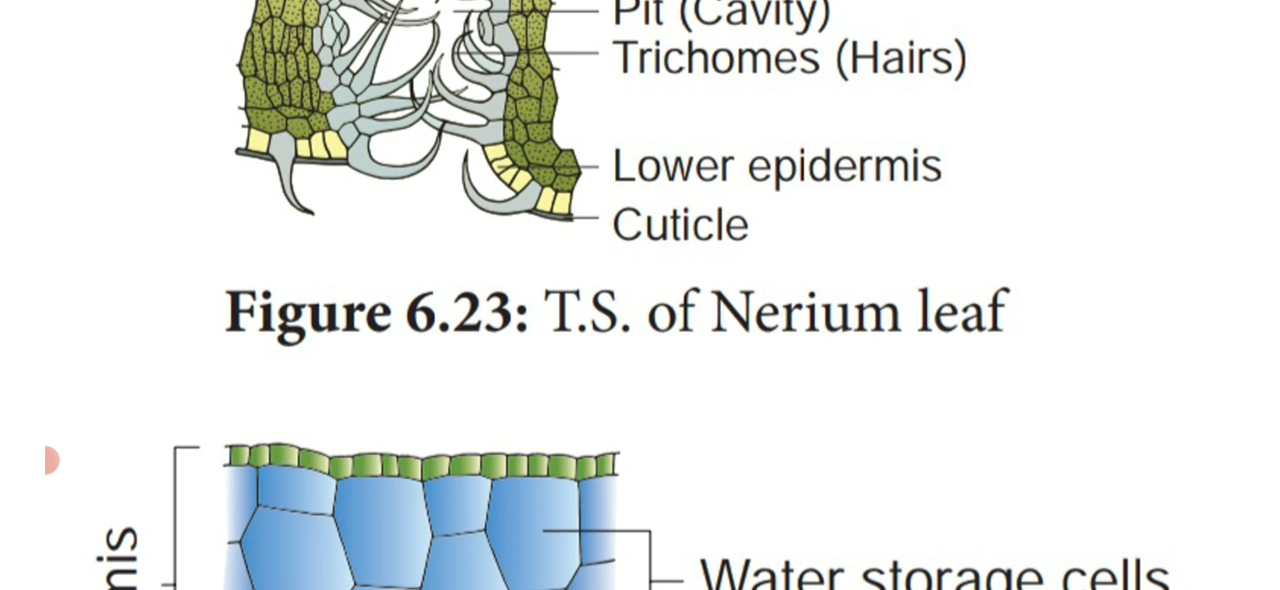 Pit (Cavity)
Trichomes (Hairs)
Lower epidermis
Cuticle
Figure 6.23: T.S. of Nerium leaf
Water storage cells